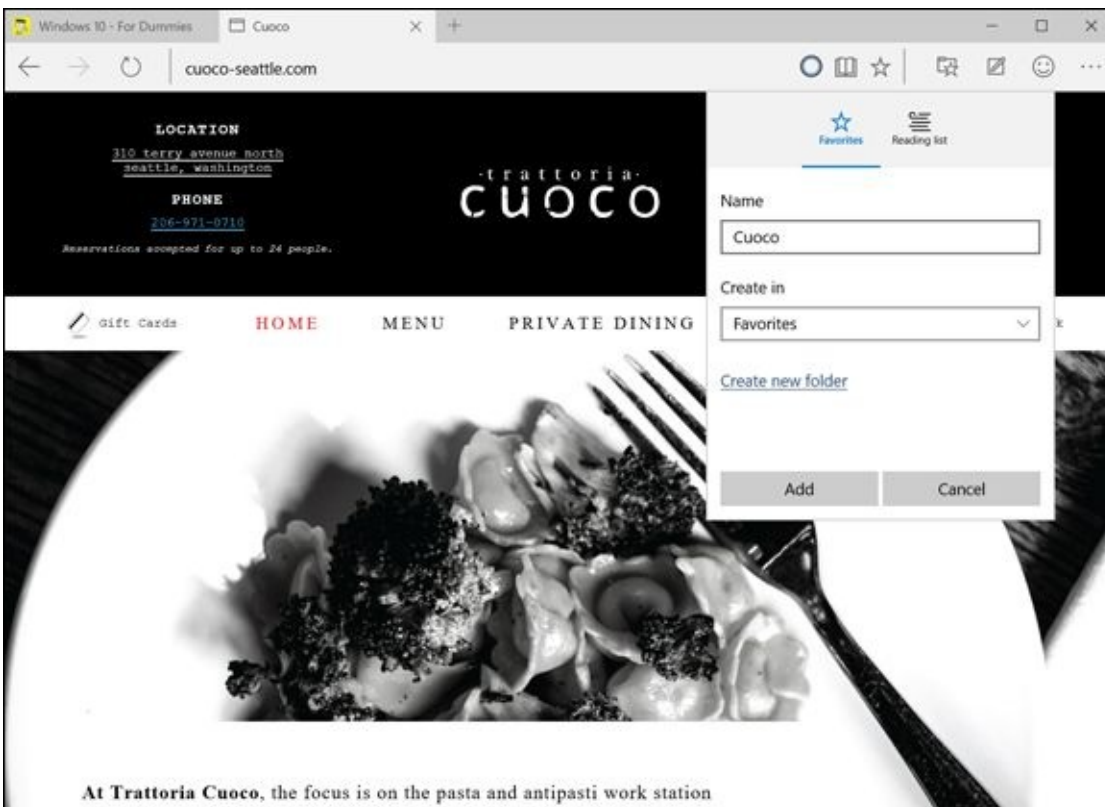 Windows 10 - For Dummies
Cuoco
cuoco-seattle.com
LOCATION
310 terry avenue north
seattle, washington
PHONE
206-971-0710
Reservations accepted for up to 24 people.
·trattoria·
cuoco
Gift Cards
HOME
MENU
PRIVATE DINING
k
Favorites
Reading list
Name
Cuoco
Create in
Favorites
Create new folder
Add
Cancel
At Trattoria Cuoco, the focus is on the pasta and antipasti work station